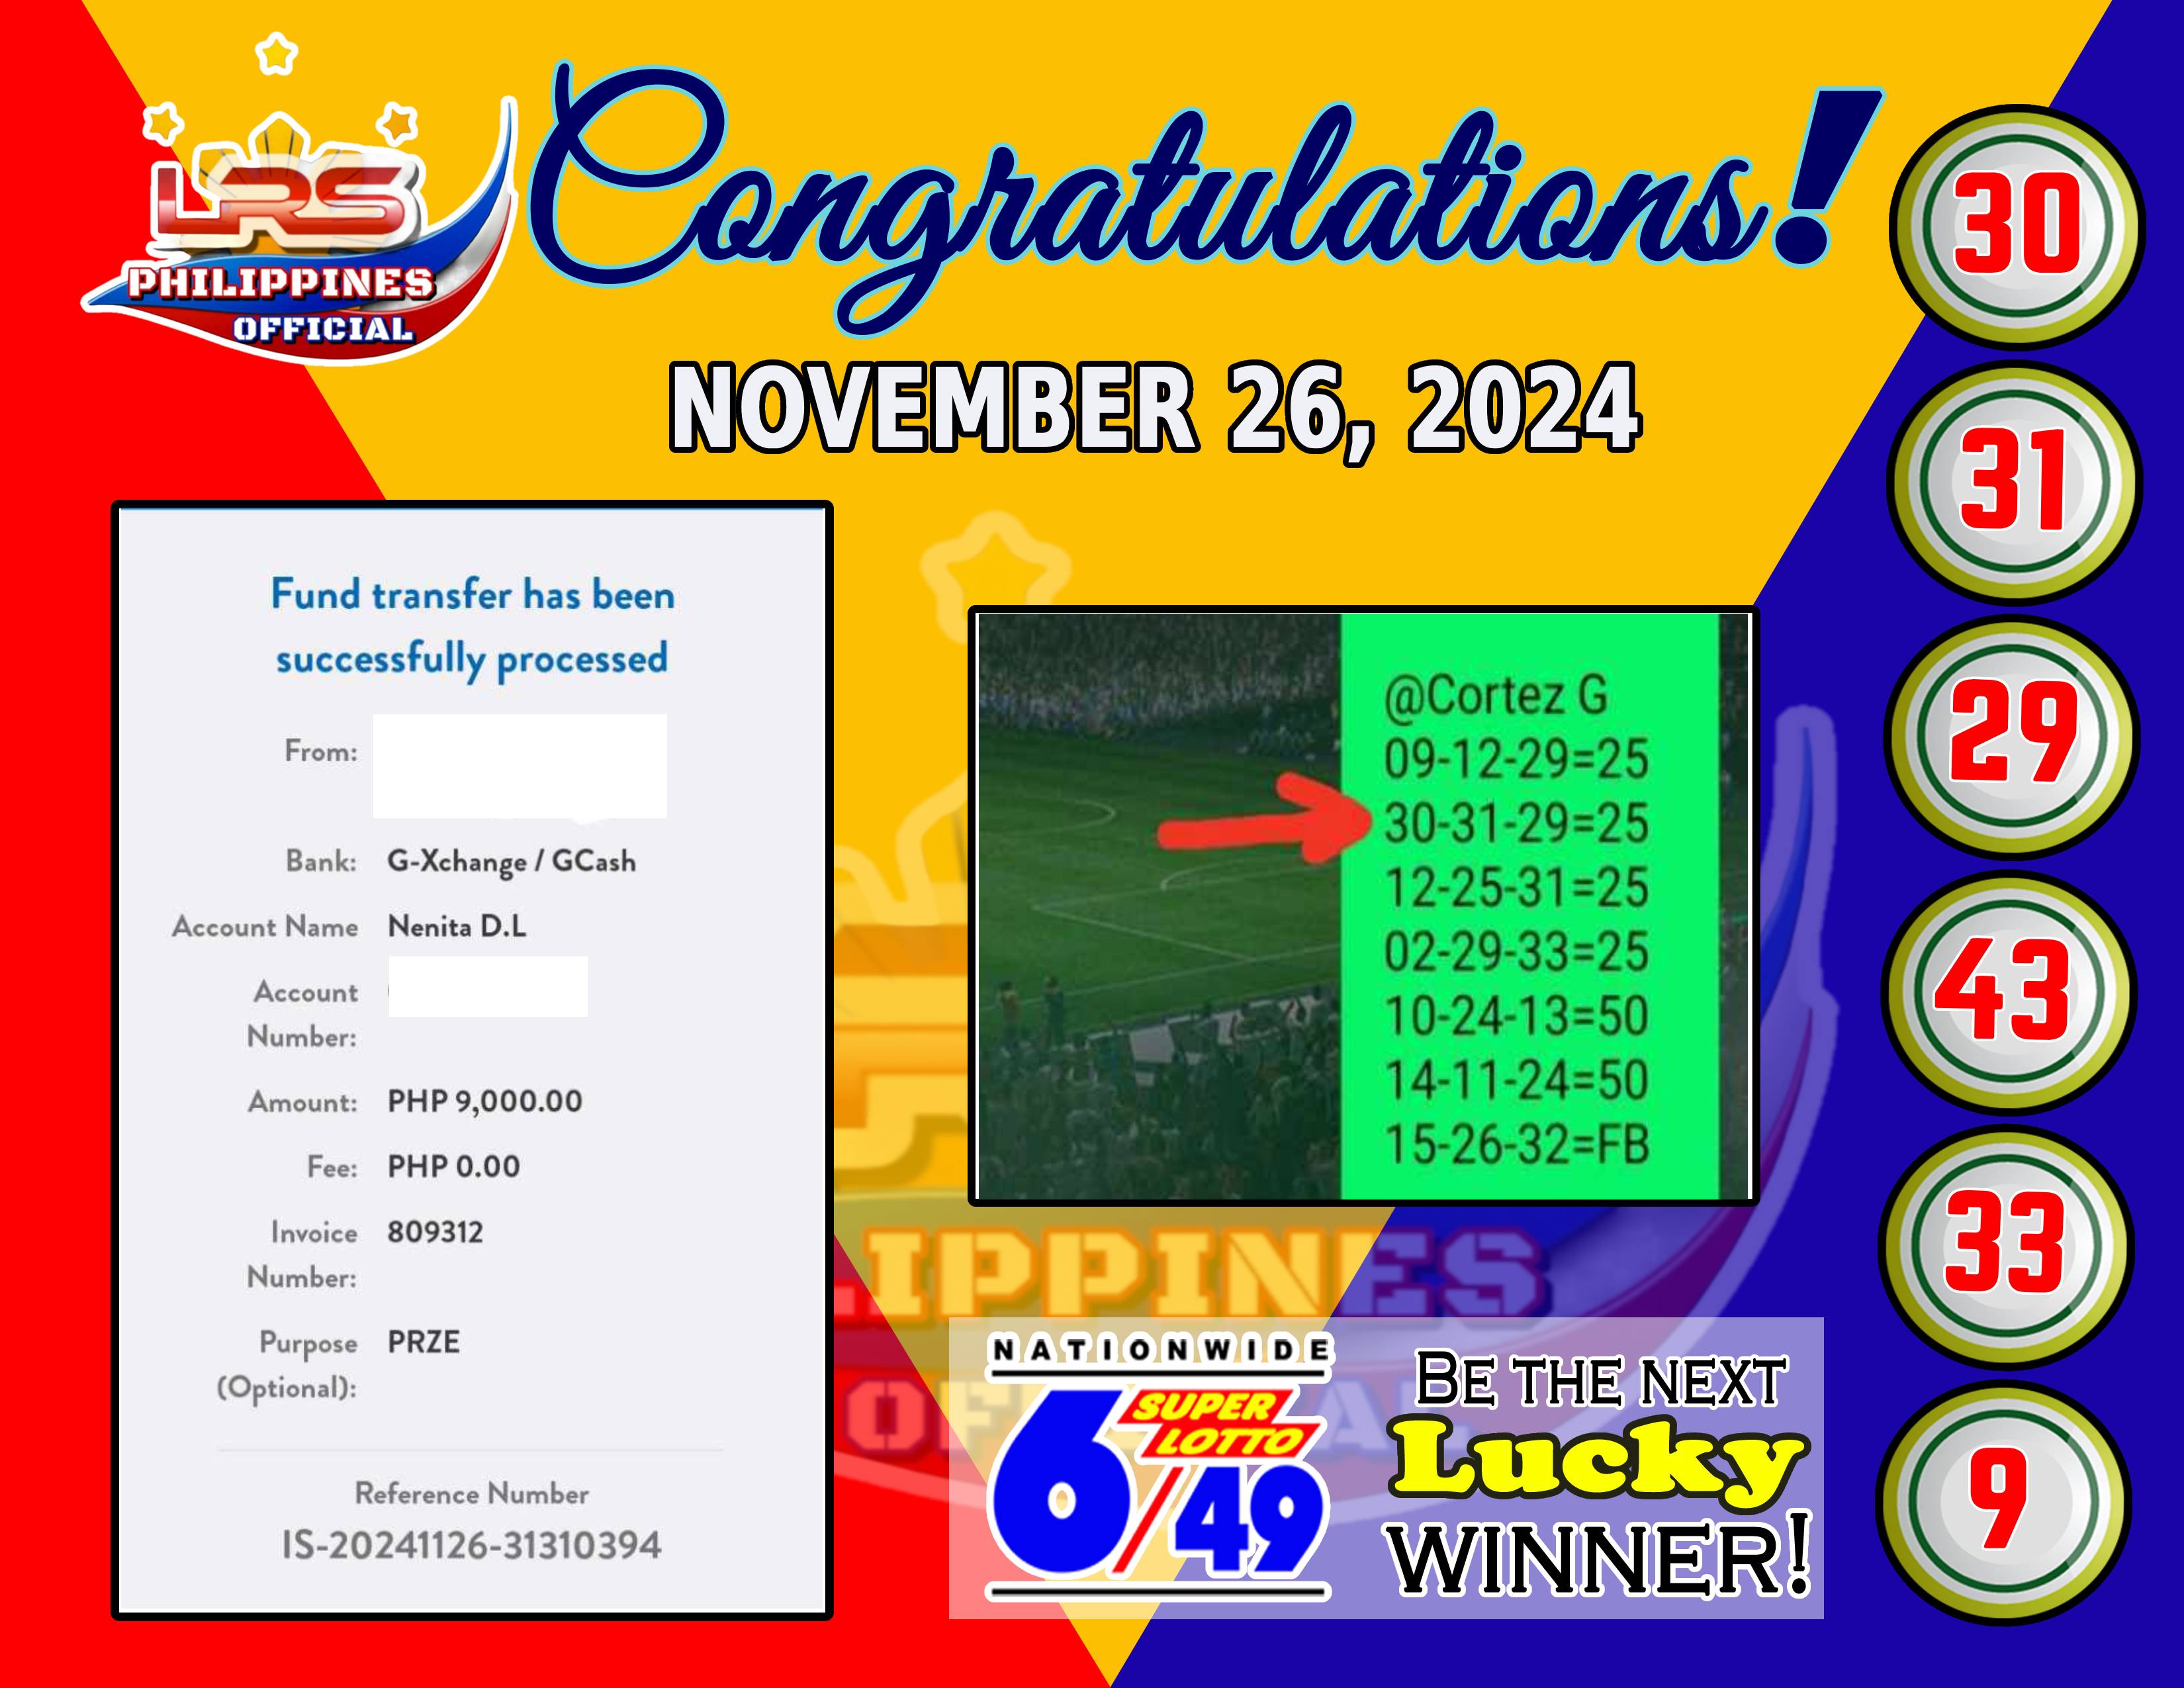 LRS
PHILIPPINES
OFFICIAL
Congratulations!
NOVEMBER 26, 2024
Fund transfer has been
successfully processed
From:
Bank: G-Xchange / GCash
Account Name Nenita D.L
Account
Number:
Amount: PHP 9,000.00
Fee: PHP 0.00
Invoice 809312
Number:
Purpose PRZE
(Optional):
Reference Number
IS-20241126-31310394
@Cortez G
09-12-29=25
30-31-29=25
12-25-31=25
02-29-33=25
10-24-13=50
14-11-24=50
15-26-32=FB
NATIONWIDE
SUPER
LOTTO
6/49
BE THE NEXT
Lucky
WINNER!
30
31
29
43
33
9